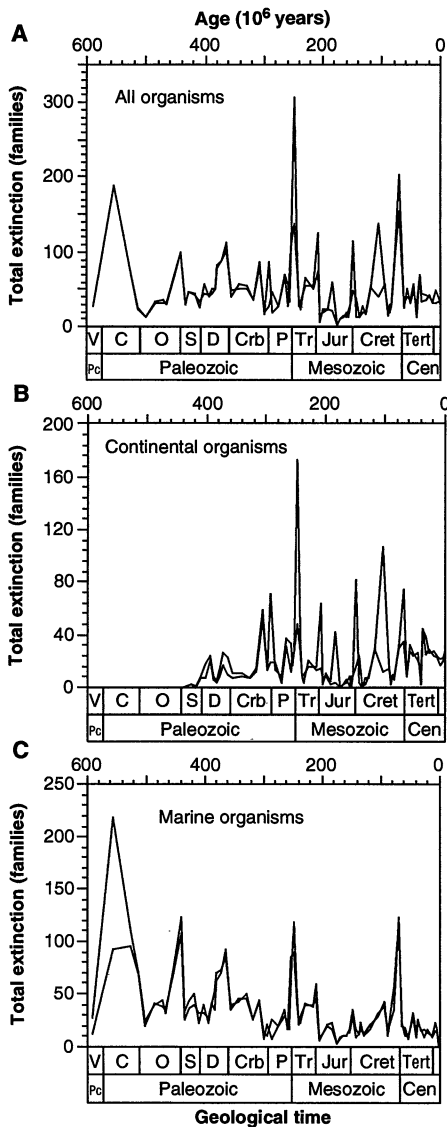 Age (10⁶ years)
A
600 400 200 0
All organisms
Total extinction (families)
300
200
100
0
V C O S D Crb P Tr Jur Cret Tert
Pc Paleozoic Mesozoic Cen
B
400 200 0
200
Continental organisms
Total extinction (families)
160
120
80
40
0
V C O S D Crb P Tr Jur Cret Tert
Pc Paleozoic Mesozoic Cen
C
600 400 200 0
250
Marine organisms
Total extinction (families)
200
150
100
50
0
V C O S D Crb P Tr Jur Cret Tert
Pc Paleozoic Mesozoic Cen
Geological time